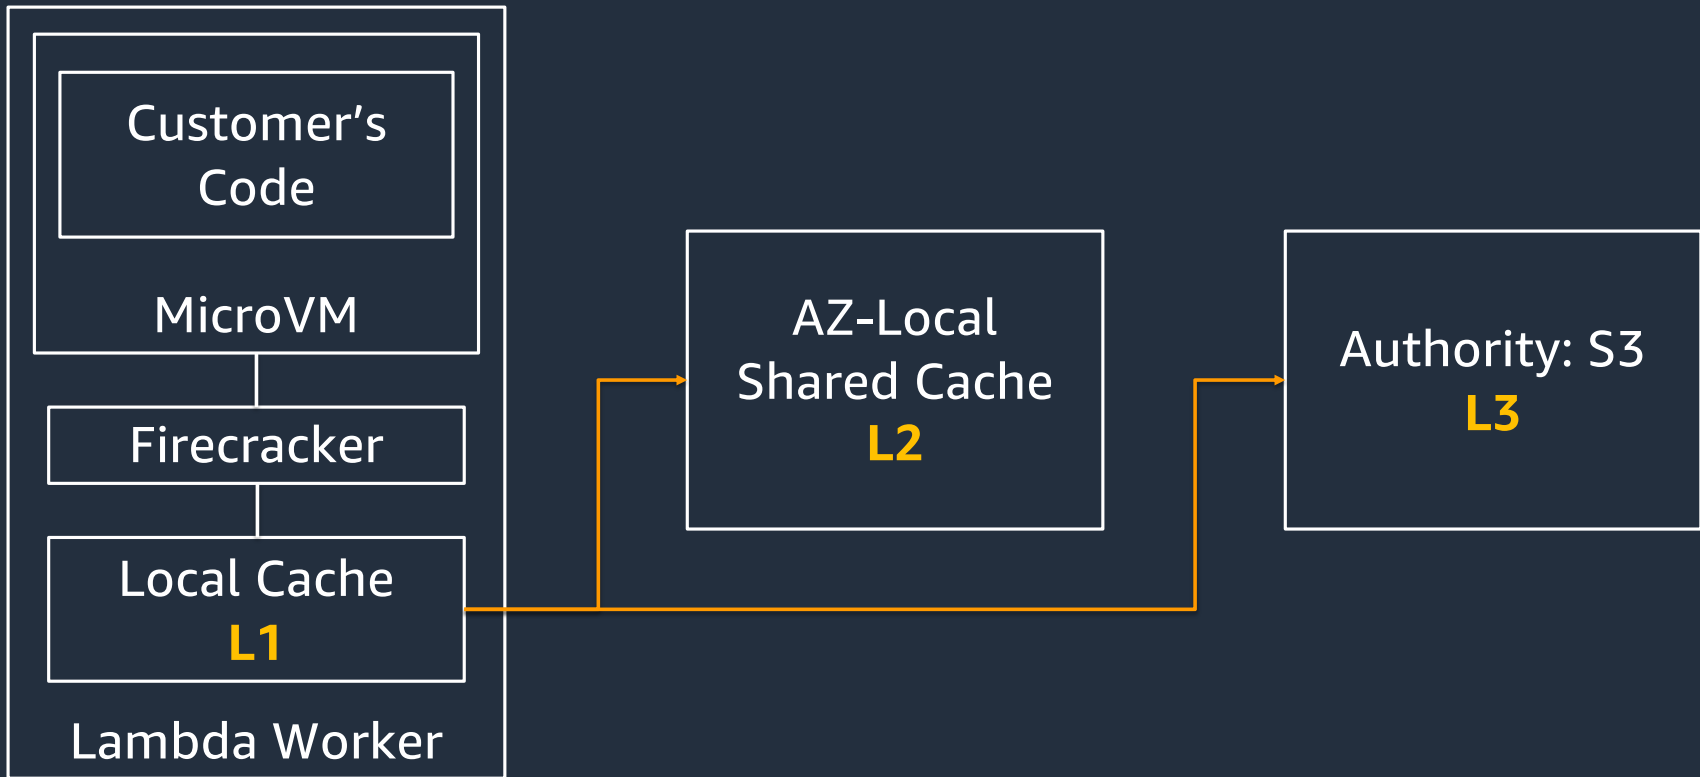 Customer’s
Code
MicroVM
Firecracker
Local Cache
L1
Lambda Worker
AZ-Local
Shared Cache
L2
Authority: S3
L3